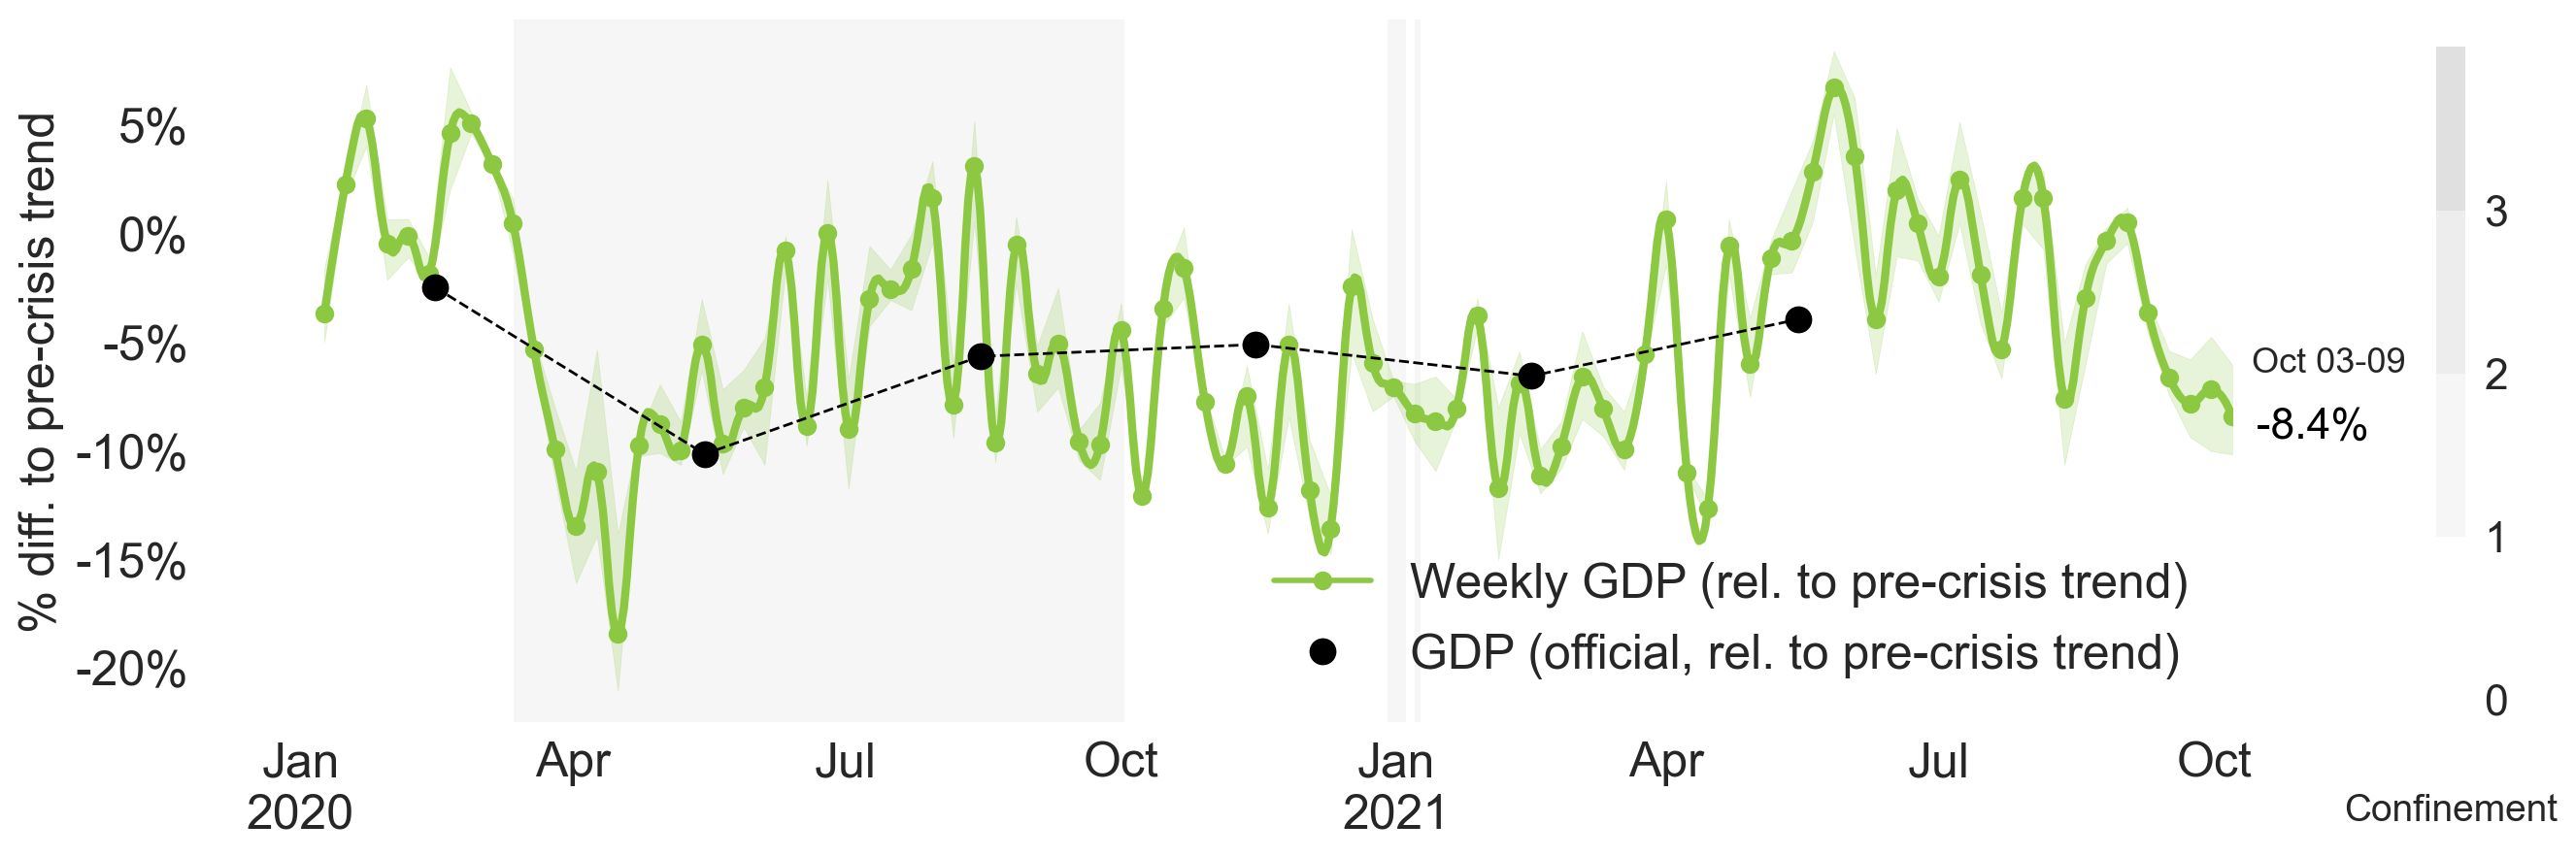 % diff. to pre-crisis trend
5%
0%
-5%
-10%
-15%
-20%
Oct 03-09
-8.4%
3
2
1
0
Weekly GDP (rel. to pre-crisis trend)
GDP (official, rel. to pre-crisis trend)
Jan Apr Jul Oct Jan Apr Jul Oct
2020 2021
Confinement